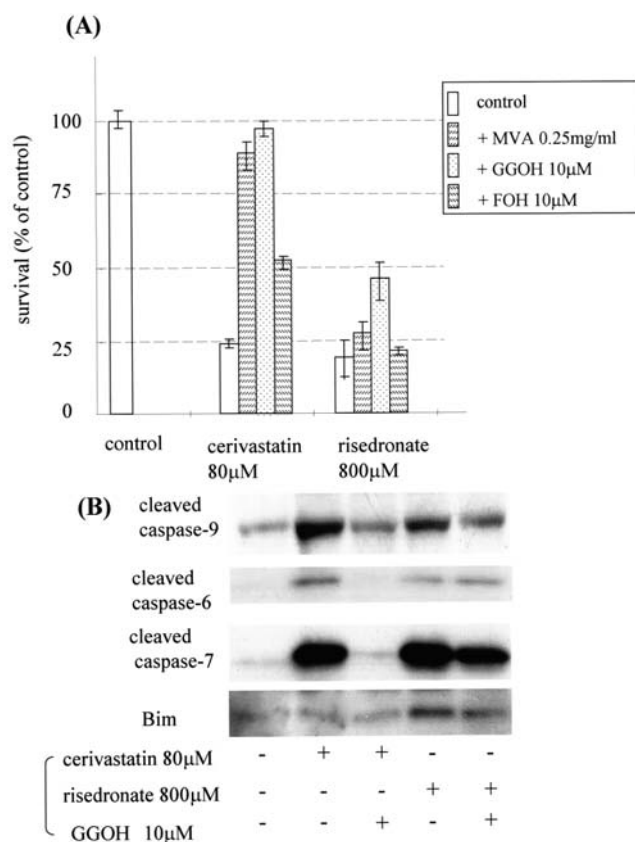 (A)
control
+ MVA 0.25mg/ml
+ GGOH 10μM
+ FOH 10μM
survival (% of control)
100
75
50
25
0
control
cerivastatin
80μM
risedronate
800μM
(B)
cleaved
caspase-9
cleaved
caspase-6
cleaved
caspase-7
Bim
cerivastatin 80μM - + + - -
risedronate 800μM - - - + +
GGOH 10μM - - + - +